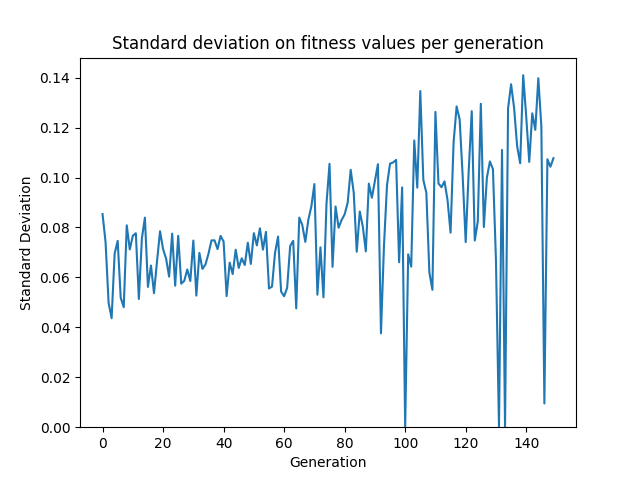 Standard deviation on fitness values per generation
0.14
0.12
0.10
0.08
0.06
0.04
0.02
0.00
Standard Deviation
0 20 40 60 80 100 120 140
Generation